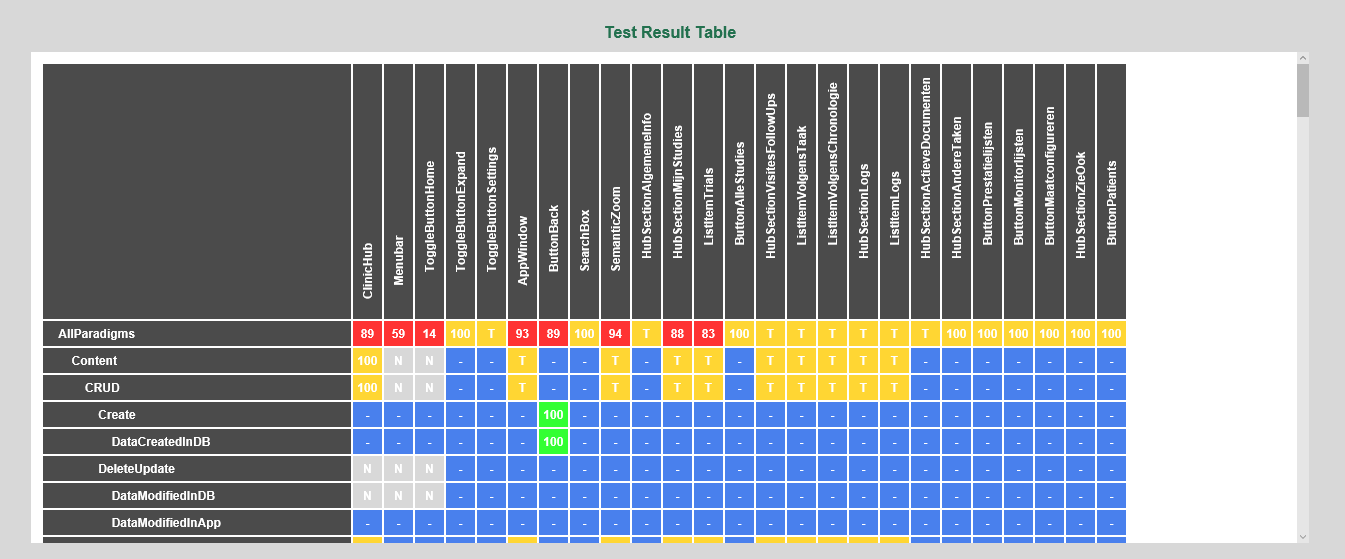 Test Result Table
ClinicHub Menubar ToggleButtonHome ToggleButtonExpand ToggleButtonSettings AppWindow ButtonBack SearchBox SemanticZoom HubSectionAlgemeneInfo HubSectionMijnStudies ListItemTrials ButtonAlleStudies HubSectionVisitesFollowUps ListItemVolgensTaak ListItemVolgensChronologie HubSectionLogs ListItemLogs HubSectionActieveDocumenten HubSectionAndereTaken ButtonPrestatielijsten ButtonMonitorlijsten ButtonMaatconfigureren HubSectionZieOok ButtonPatients
AllParadigms 89 59 14 100 T 93 89 100 94 T 88 83 100 T T T T T T 100 100 100 100 100 100
Content 100 N N - - T - - T - T T - T T T T T - - - - - - -
CRUD 100 N N - - T - - T - T T - T T T T T - - - - - - -
Create - - - - - - 100 - - - - - - - - - - - - - - - - - -
DataCreatedInDB - - - - - - 100 - - - - - - - - - - - - - - - - - -
DeleteUpdate N N N - - - - - - - - - - - - - - - - - - - - - -
DataModifiedInDB N N N - - - - - - - - - - - - - - - - - - - - - -
DataModifiedInApp - - - - - - - - - - - - - - - - - - - - - - - - -